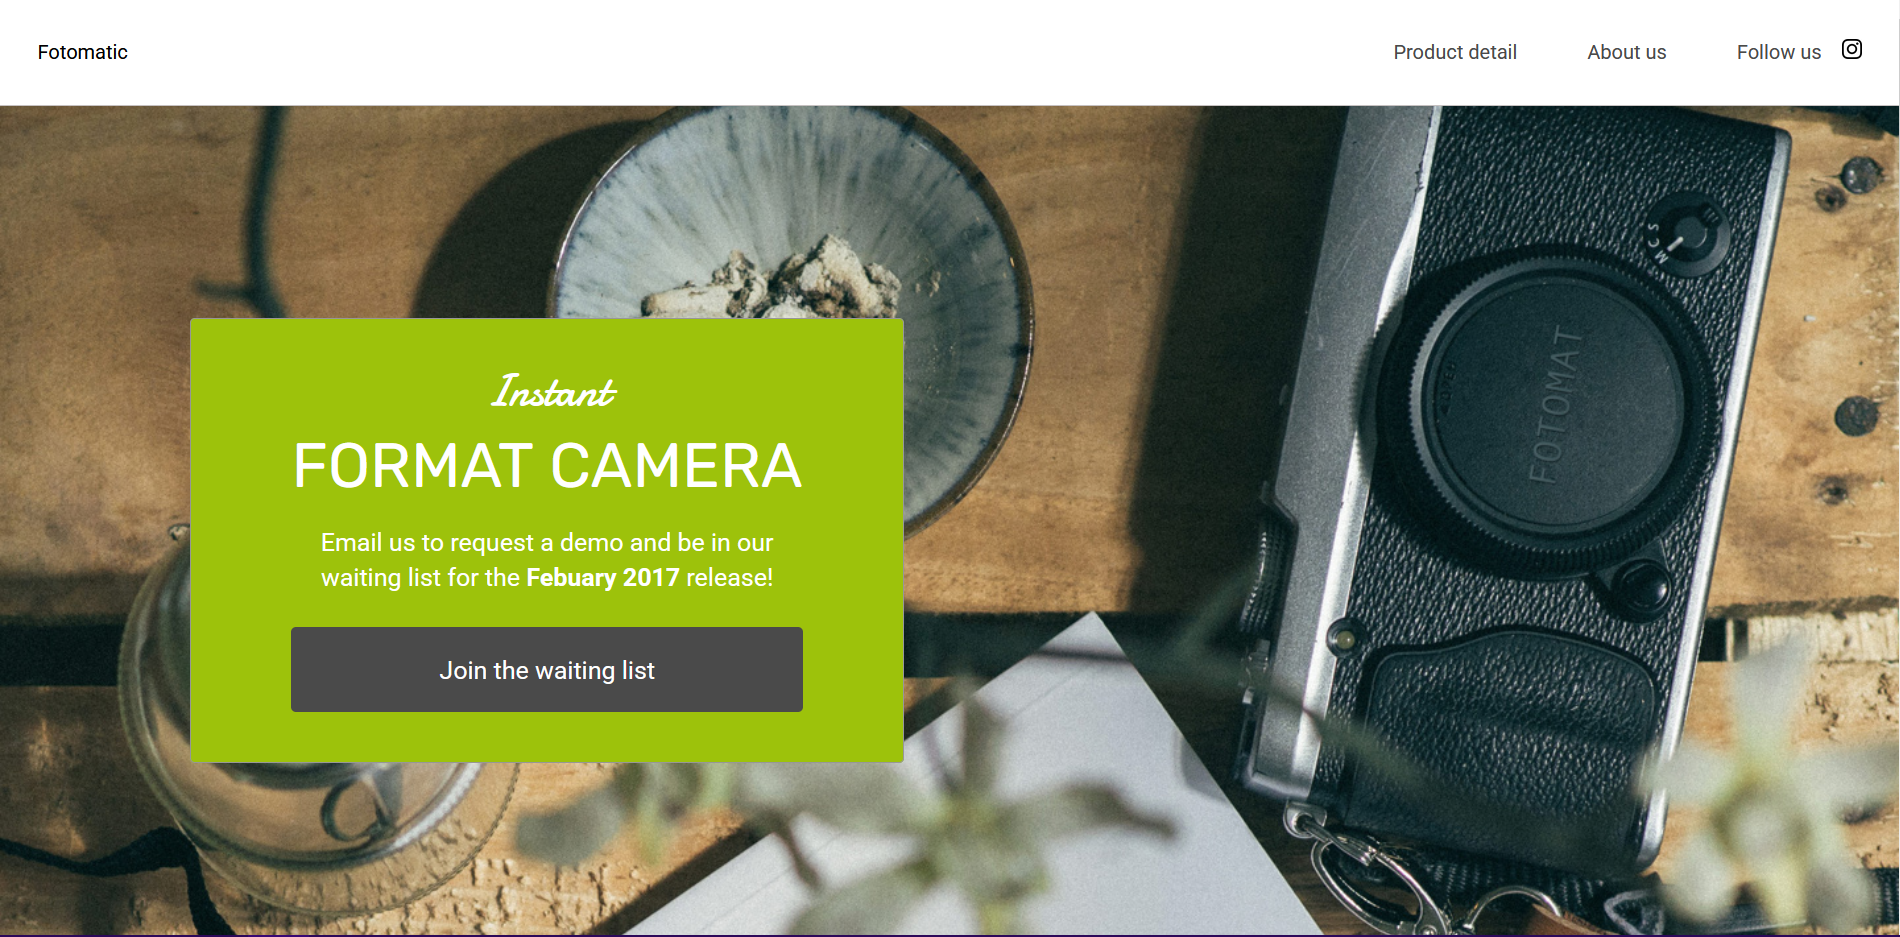 Fotomatic
Product detail
About us
Follow us
Instant
FORMAT CAMERA
Email us to request a demo and be in our
waiting list for the Febuary 2017 release!
Join the waiting list
FOTOMAT
M C S